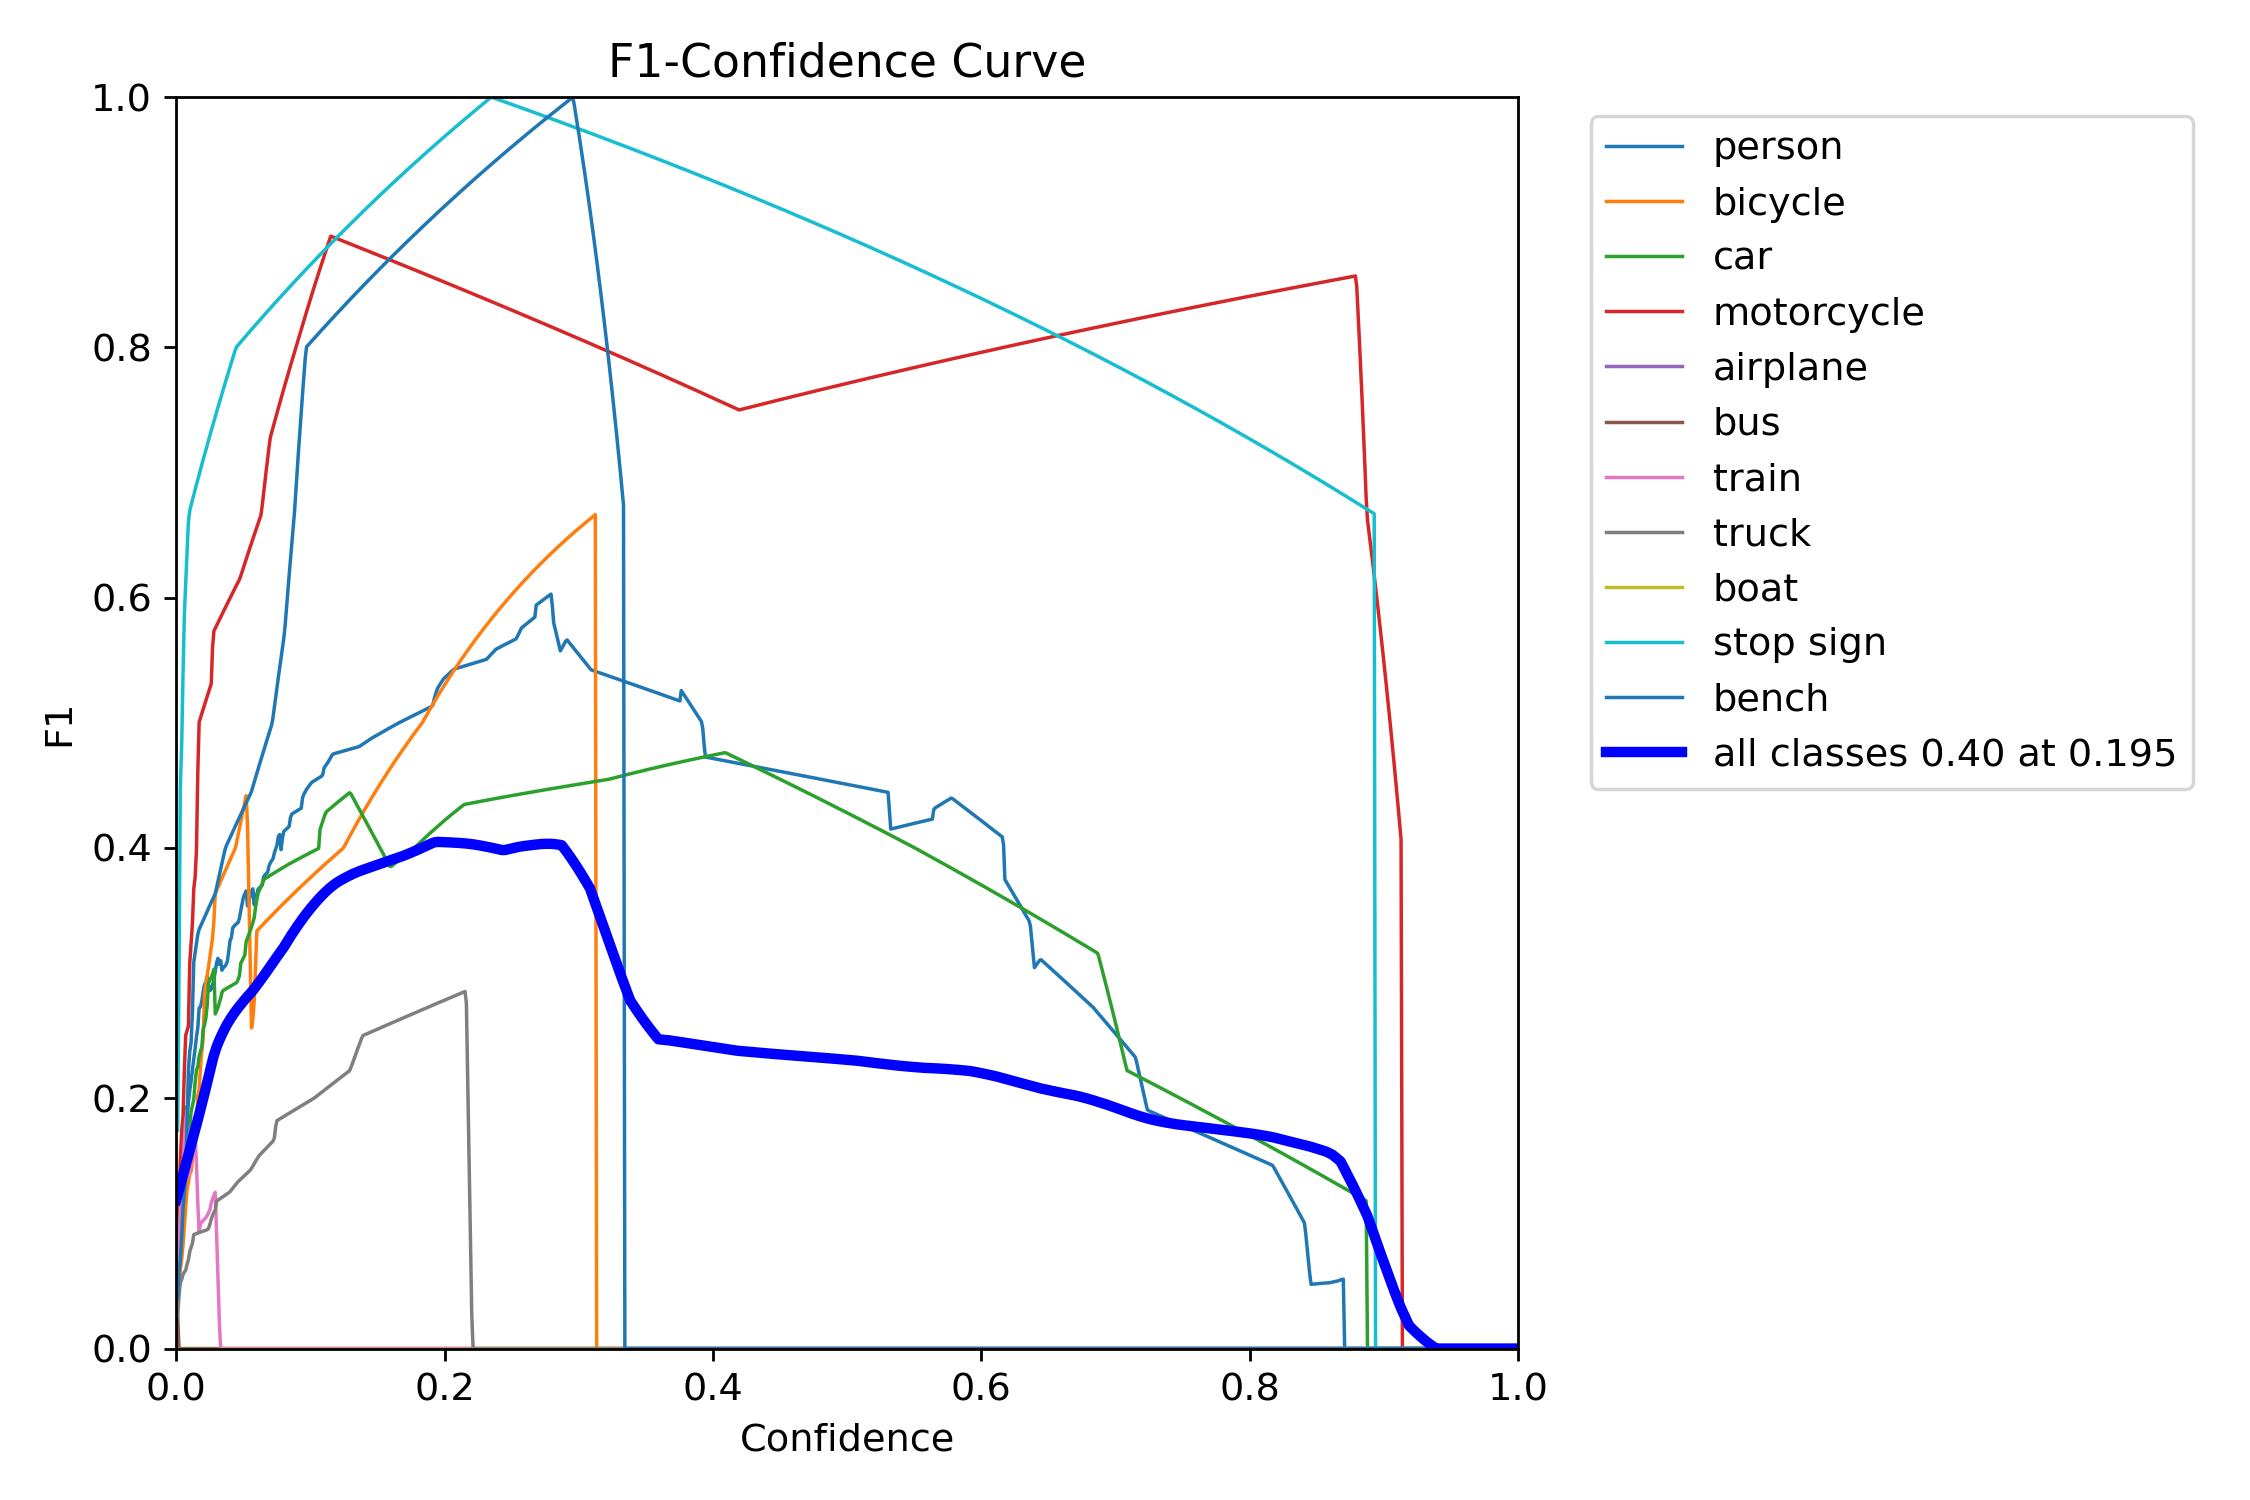 F1-Confidence Curve
1.0
0.8
0.6
0.4
0.2
0.0
F1
0.0 0.2 0.4 0.6 0.8 1.0
Confidence
person
bicycle
car
motorcycle
airplane
bus
train
truck
boat
stop sign
bench
all classes 0.40 at 0.195